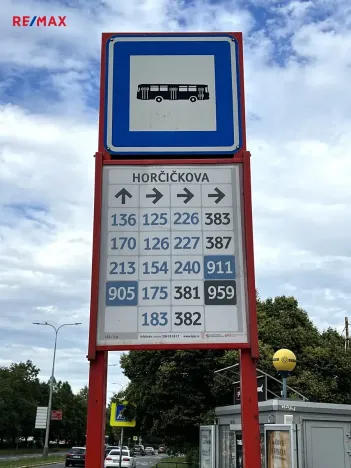 RE/MAX
HORČIČKOVA
↑ → → →
136 125 226 383
170 126 227 387
213 154 240 911
905 175 381 959
183 382